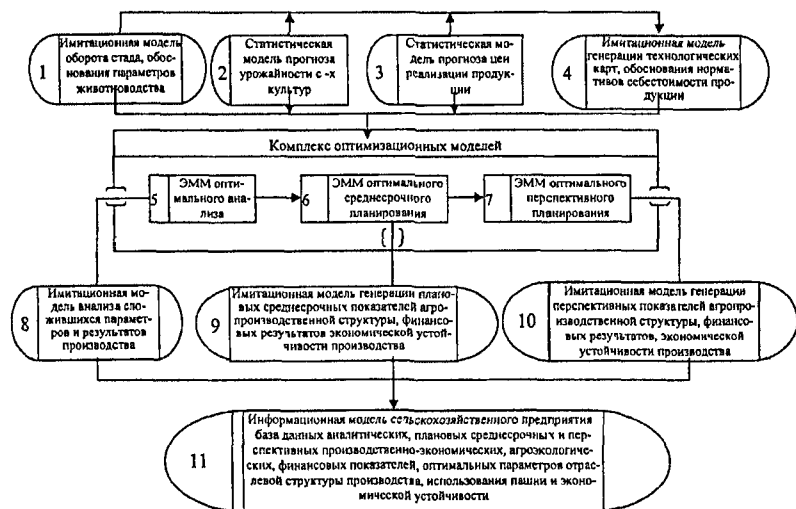 1
Имитационная модель
оборота стада, обос-
нования параметров
животноводства
2
Статистическая
модель прогноза
урожайности с -х
культур
3
Статистическая мо-
дель прогноза цен
реализации продук-
ции
4
Имитационная модель
генерации технологических
карт, обоснования норма-
тивов себестоимости про-
дукции
Комплекс оптимизационных моделей
5
ЭММ опти-
мального ана-
лиза
6
ЭММ оптимального
среднесрочного
планирования
7
ЭММ оптимального
перспективного
планирования
{ }
8
Имитационная мо-
дель анализа сло-
жившихся парамет-
ров и результатов
производства
9
Имитационная модель генерации плано-
вых среднесрочных показателей агро-
производственной структуры, финансо-
вых результатов экономической устой-
чивости производства
10
Имитационная модель генерации
перспективных показателей агропро-
изводственной структуры, финансо-
вых результатов, экономической
устойчивости производства
11
Информационная модель сельскохозяйственного предприятия
база данных аналитических, плановых среднесрочных и пер-
спективных производственно-экономических, агроэкологиче-
ских, финансовых показателей, оптимальных параметров отрас-
левой структуры производства, использования пашни и эконо-
мической устойчивости